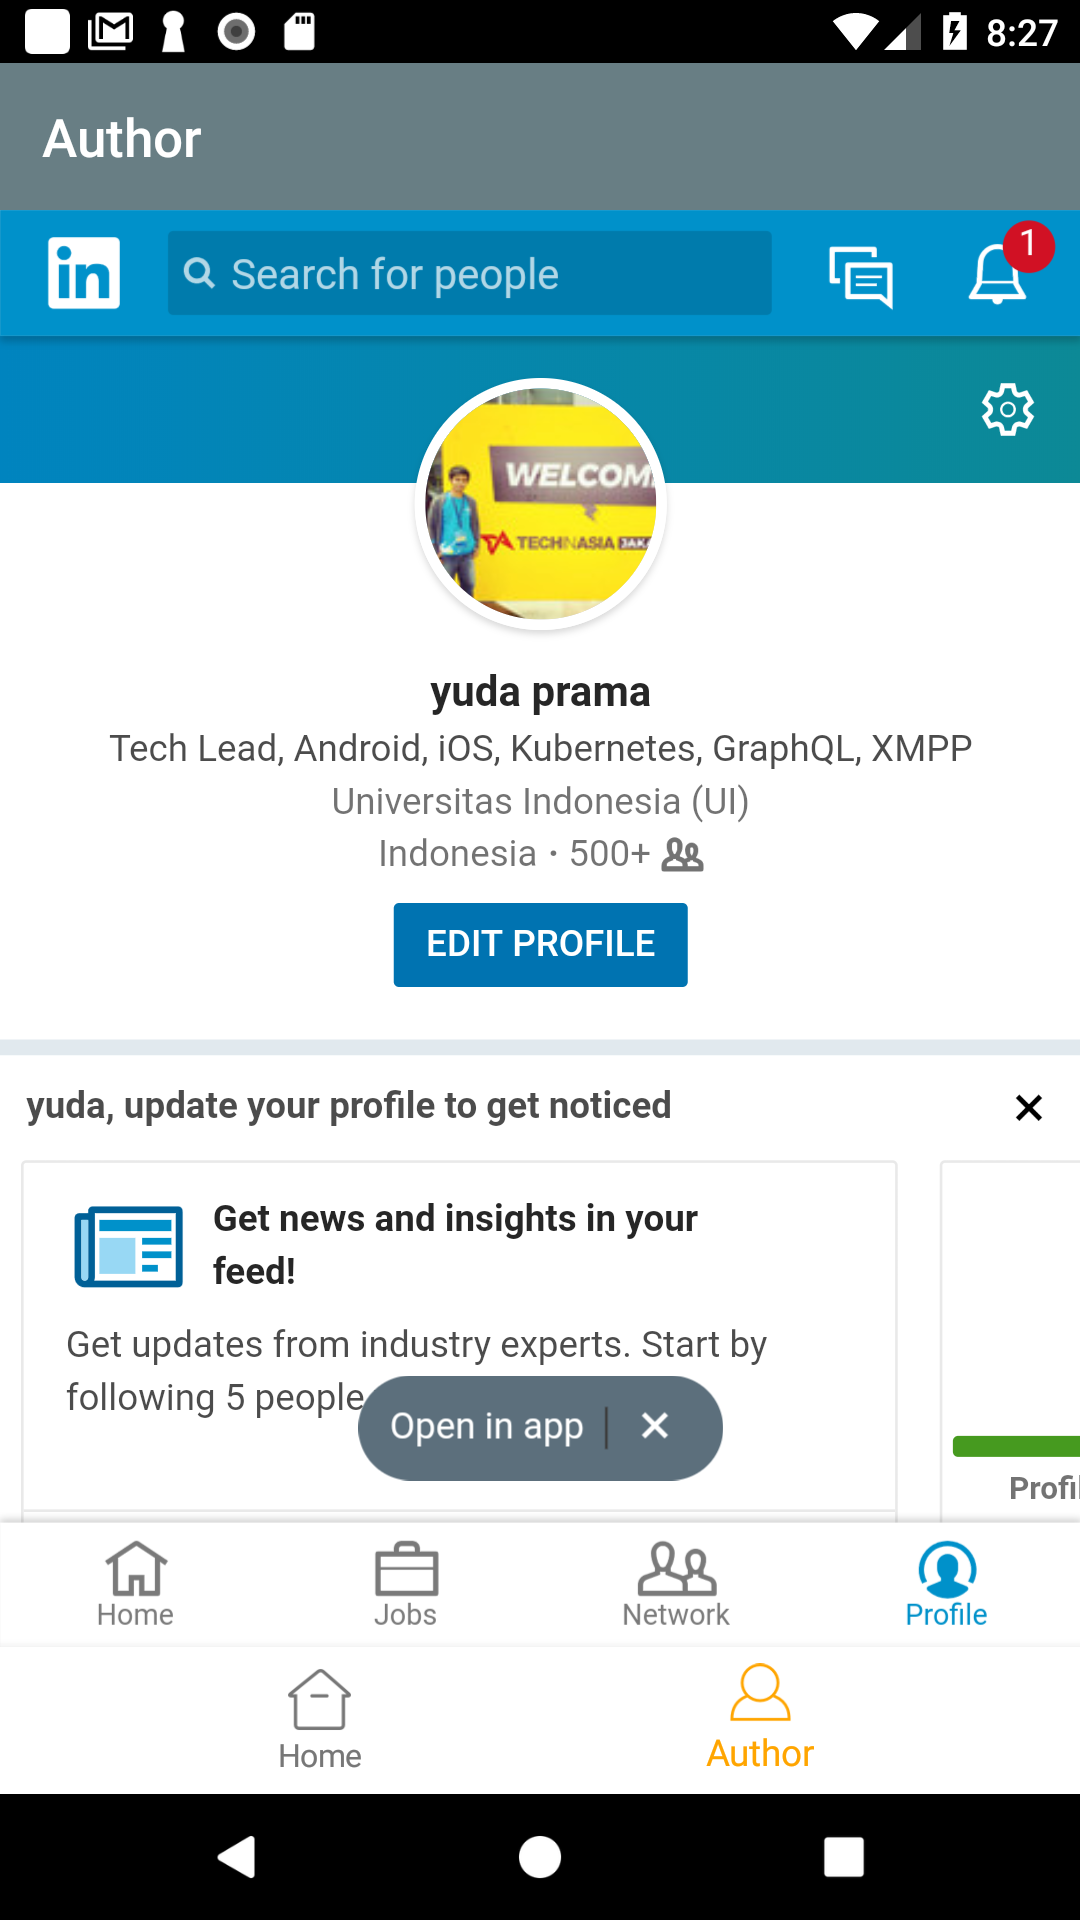 8:27
Author
in
Search for people
1
WELCOM
TECHINASIA JAK
yuda prama
Tech Lead, Android, iOS, Kubernetes, GraphQL, XMPP
Universitas Indonesia (UI)
Indonesia · 500+
EDIT PROFILE
yuda, update your profile to get noticed
Get news and insights in your
feed!
Get updates from industry experts. Start by
following 5 people
Open in app
Profi
Home
Jobs
Network
Profile
Home
Author